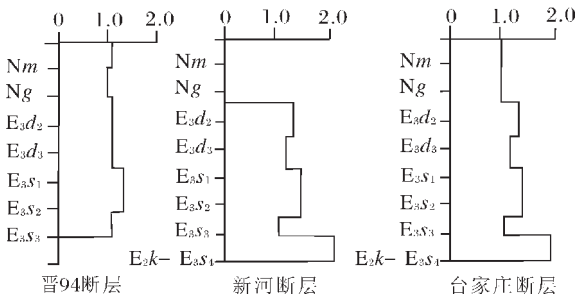 0 1.0 2.0
Nm
Ng
E₃d₂
E₃d₃
E₃s₁
E₃s₂
E₃s₃
晋94断层
0 1.0 2.0
Nm
Ng
E₃d₂
E₃d₃
E₃s₁
E₃s₂
E₃s₃
E₂k– E₃s₄
新河断层
0 1.0 2.0
Nm
Ng
E₃d₂
E₃d₃
E₃s₁
E₃s₂
E₃s₃
E₂k– E₃s₄
台家庄断层